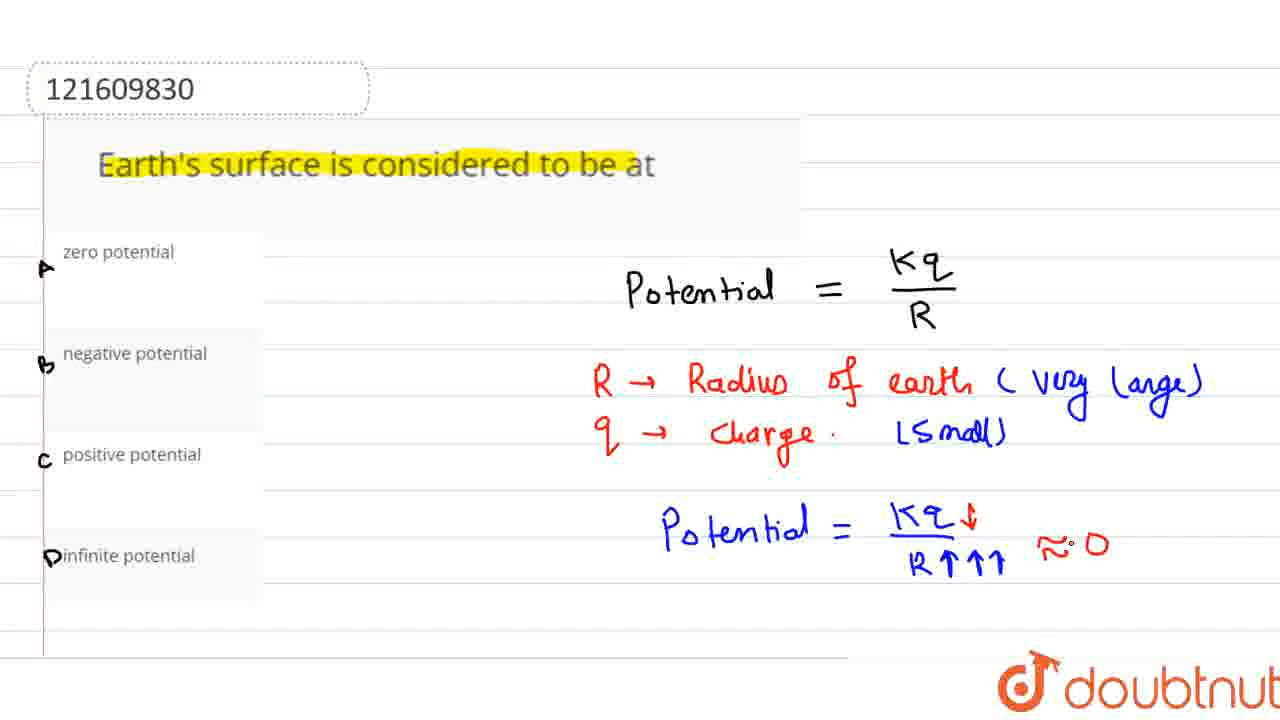 121609830
Earth's surface is considered to be at
A zero potential
B negative potential
C positive potential
D infinite potential
Potential = Kq/R
R → Radius of earth (very large)
q → charge. (small)
Potential = Kq↓/R↑↑↑ ≈ 0
doubtnut